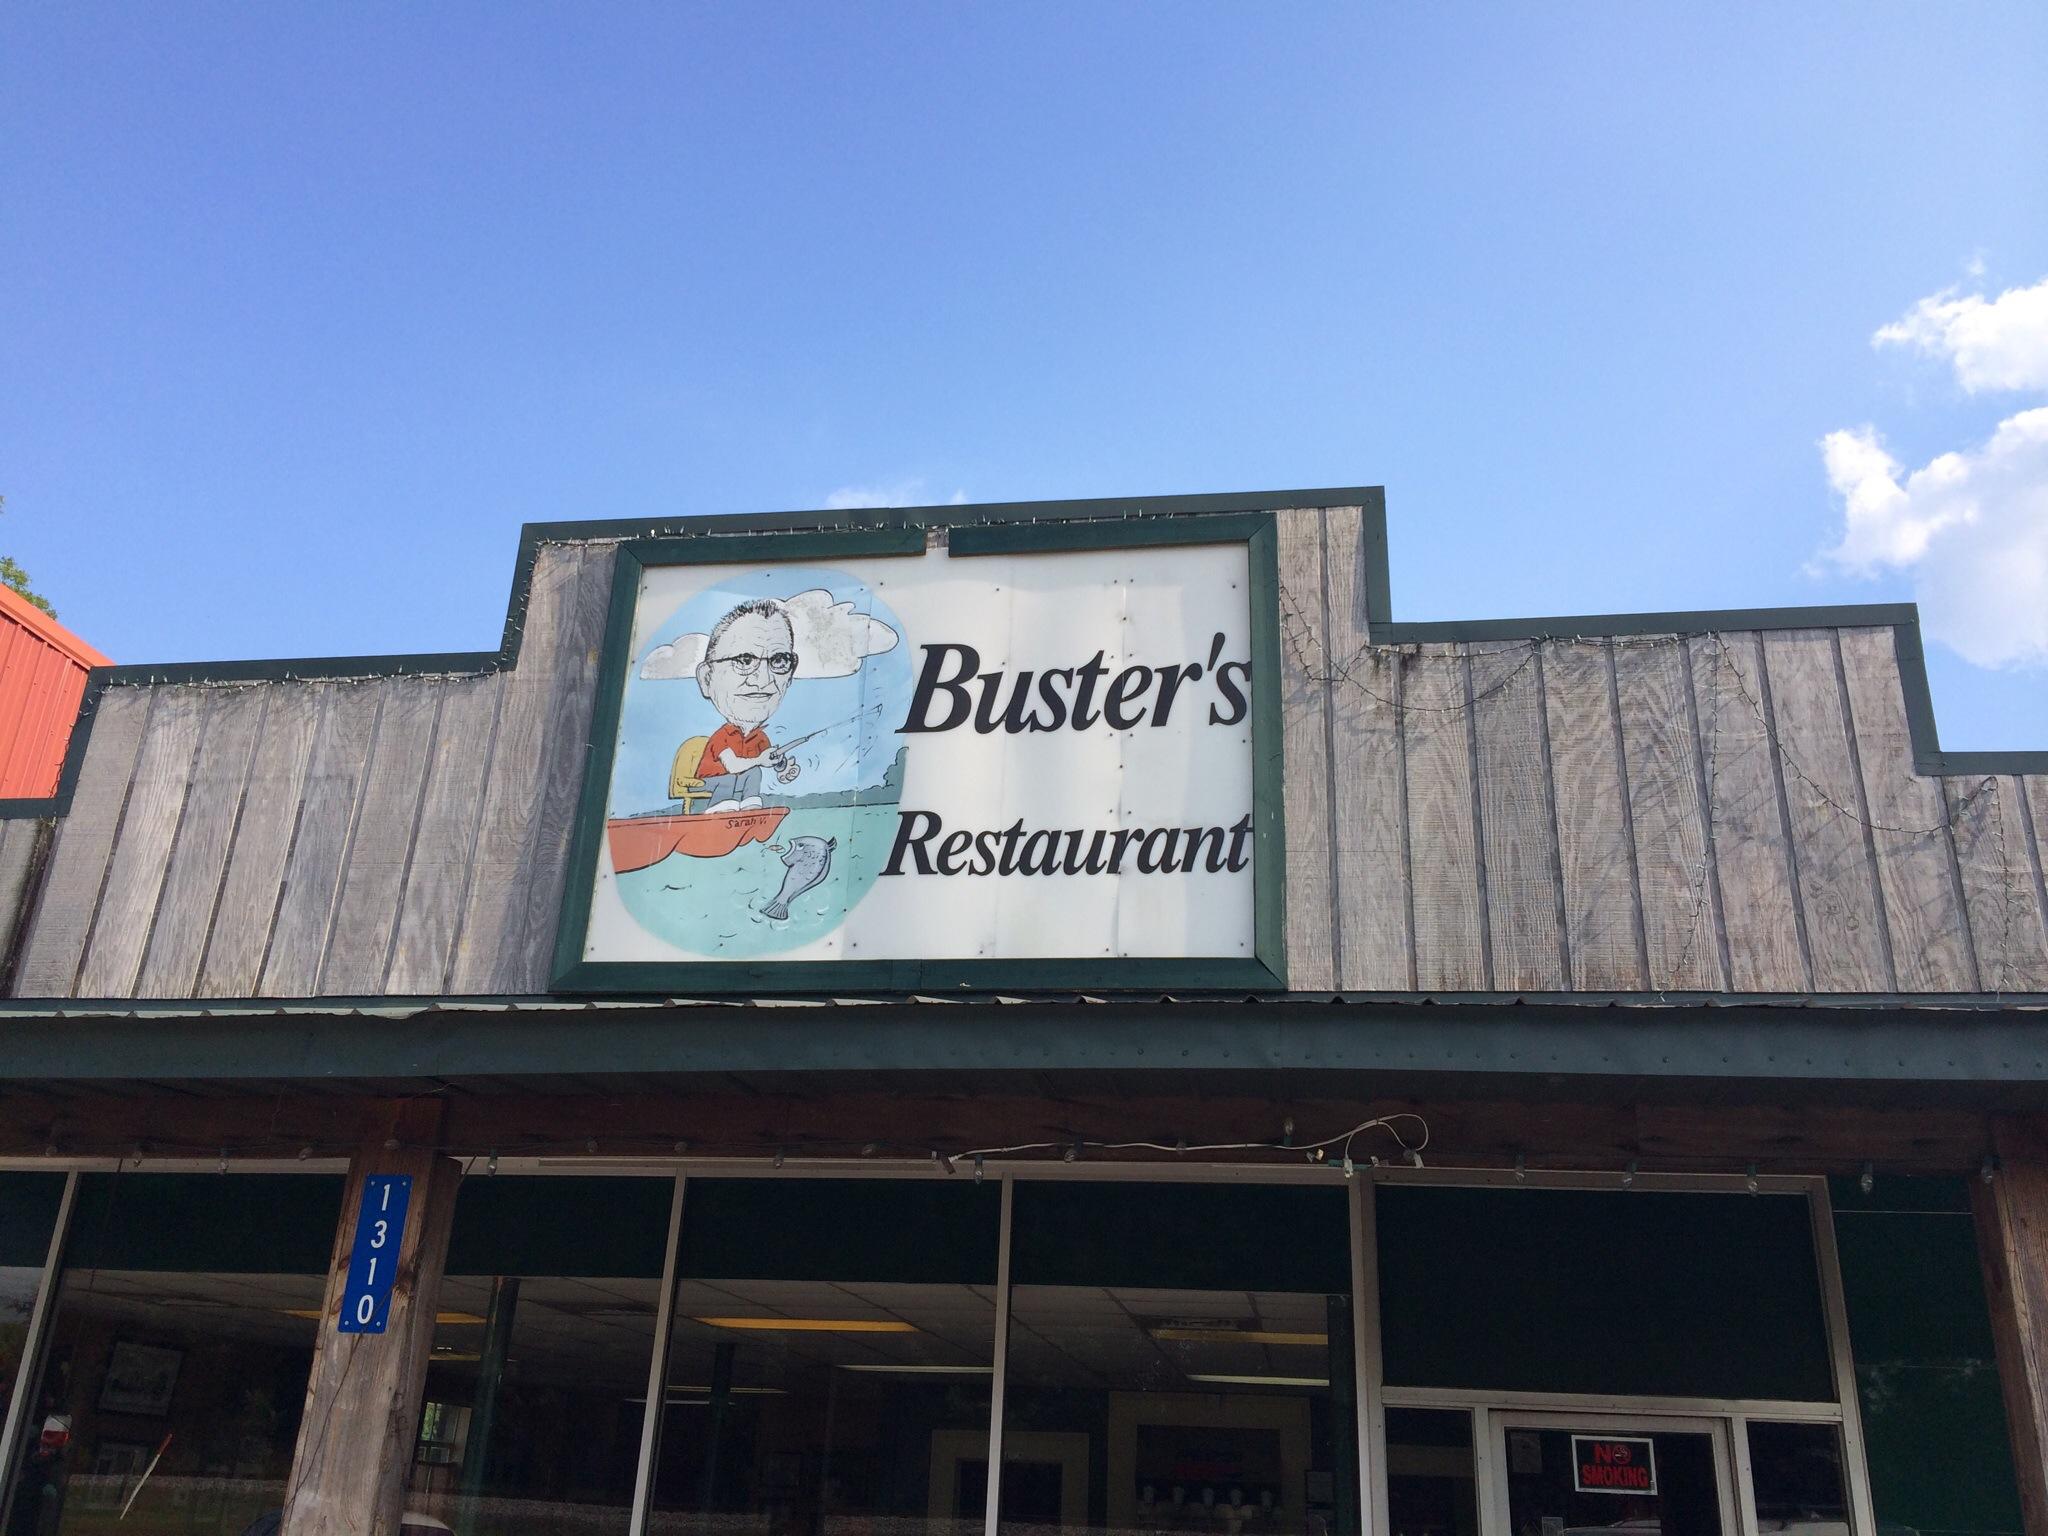 Buster's
Restaurant
Sarah V.
1310
NO
SMOKING